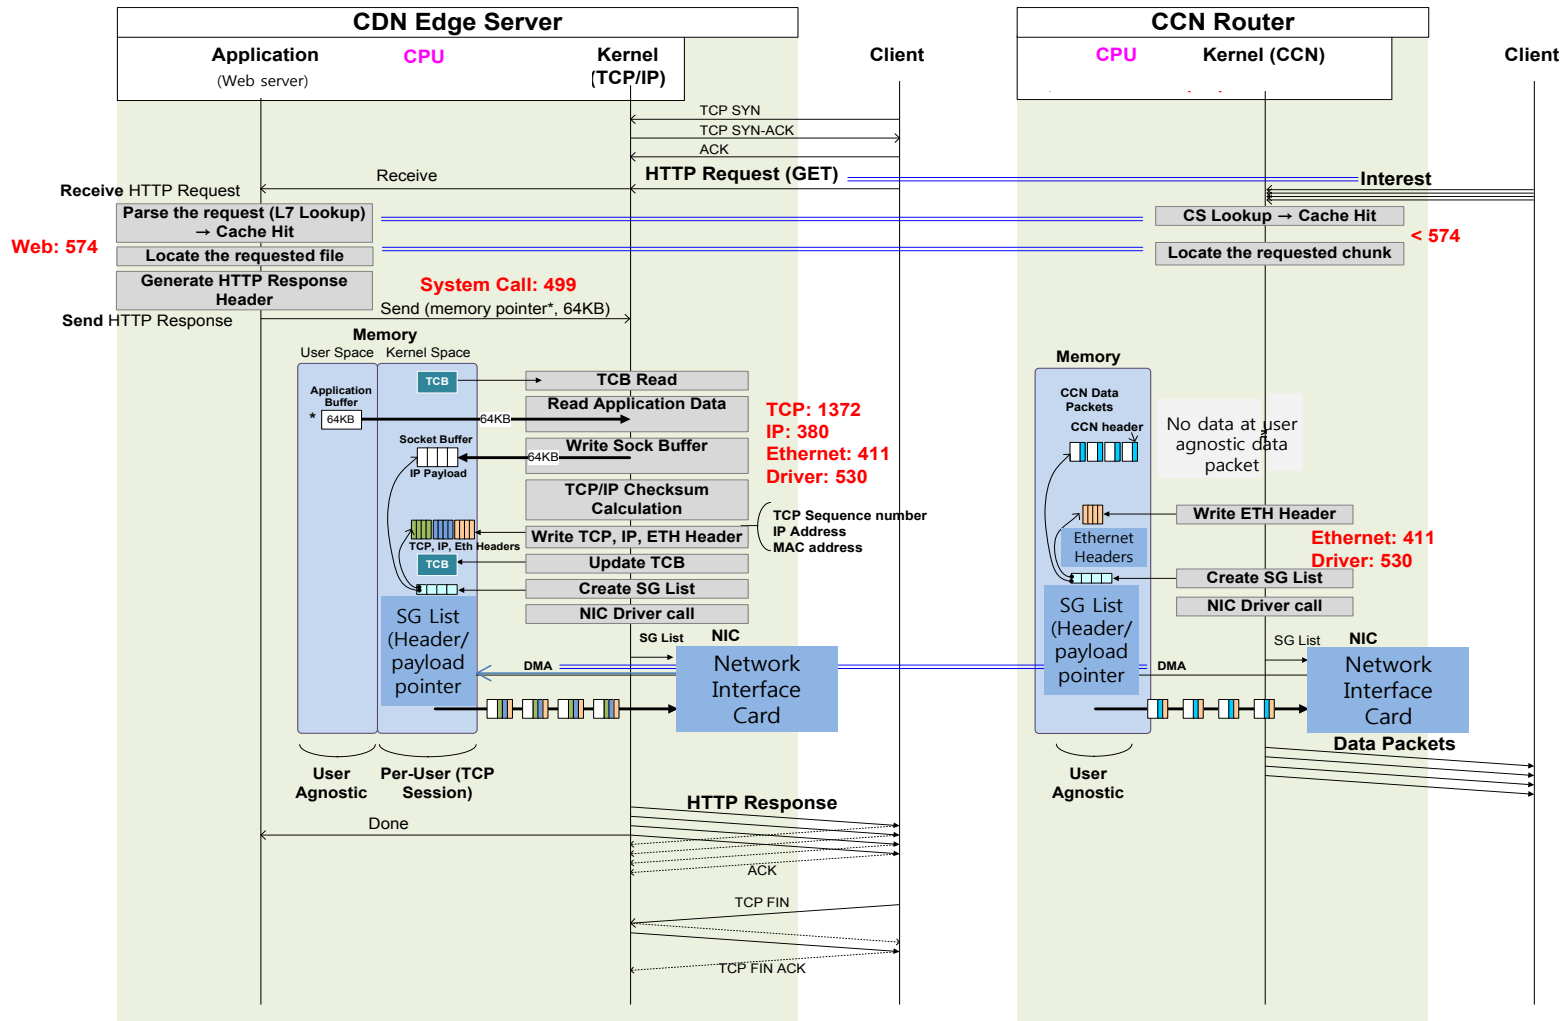 CDN Edge Server
CCN Router
Application
(Web server)
CPU
Kernel
(TCP/IP)
Client
CPU
Kernel (CCN)
Client
TCP SYN
TCP SYN-ACK
ACK
HTTP Request (GET)
Receive
Receive HTTP Request
Interest
Parse the request (L7 Lookup)
→ Cache Hit
CS Lookup → Cache Hit
Web: 574
< 574
Locate the requested file
Locate the requested chunk
Generate HTTP Response
Header
System Call: 499
Send (memory pointer*, 64KB)
Send HTTP Response
Memory
User Space
Kernel Space
TCB
TCB Read
Application
Buffer
* 64KB
64KB
Read Application Data
Socket Buffer
64KB
Write Sock Buffer
IP Payload
TCP: 1372
IP: 380
Ethernet: 411
Driver: 530
TCP/IP Checksum
Calculation
TCP Sequence number
IP Address
MAC address
Write TCP, IP, ETH Header
TCP, IP, Eth Headers
TCB
Update TCB
Create SG List
NIC Driver call
SG List
(Header/
payload
pointer
SG List
NIC
DMA
Network
Interface
Card
User
Agnostic
Per-User (TCP
Session)
HTTP Response
Done
ACK
TCP FIN
TCP FIN ACK
Memory
CCN Data
Packets
CCN header
No data at user
agnostic data
packet
Write ETH Header
Ethernet
Headers
Ethernet: 411
Driver: 530
Create SG List
NIC Driver call
SG List
(Header/
payload
pointer
SG List
NIC
DMA
Network
Interface
Card
Data Packets
User
Agnostic